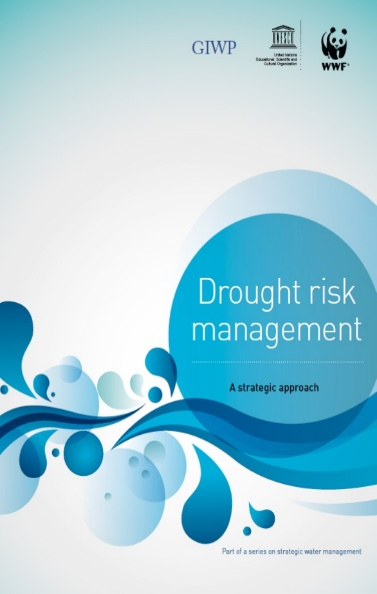 GIWP
United Nations
Educational, Scientific and
Cultural Organization
WWF®
Drought risk
management
A strategic approach
Part of a series on strategic water management